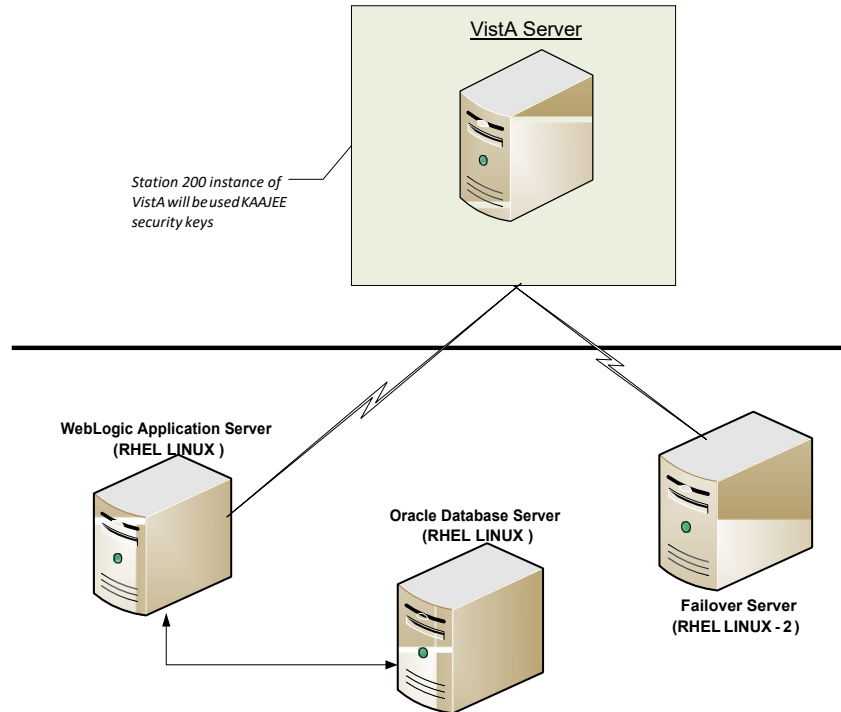 VistA Server
Station 200 instance of
VistA will be used KAAJEE
security keys
WebLogic Application Server
(RHEL LINUX )
Oracle Database Server
(RHEL LINUX )
Failover Server
(RHEL LINUX - 2 )